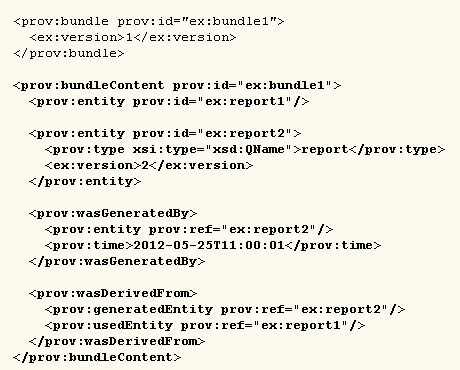 <prov:bundle prov:id="ex:bundle1">
<ex:version>1</ex:version>
</prov:bundle>
<prov:bundleContent prov:id="ex:bundle1">
<prov:entity prov:id="ex:report1"/>
<prov:entity prov:id="ex:report2">
<prov:type xsi:type="xsd:QName">report</prov:type>
<ex:version>2</ex:version>
</prov:entity>
<prov:wasGeneratedBy>
<prov:entity prov:ref="ex:report2"/>
<prov:time>2012-05-25T11:00:01</prov:time>
</prov:wasGeneratedBy>
<prov:wasDerivedFrom>
<prov:generatedEntity prov:ref="ex:report2"/>
<prov:usedEntity prov:ref="ex:report1"/>
</prov:wasDerivedFrom>
</prov:bundleContent>